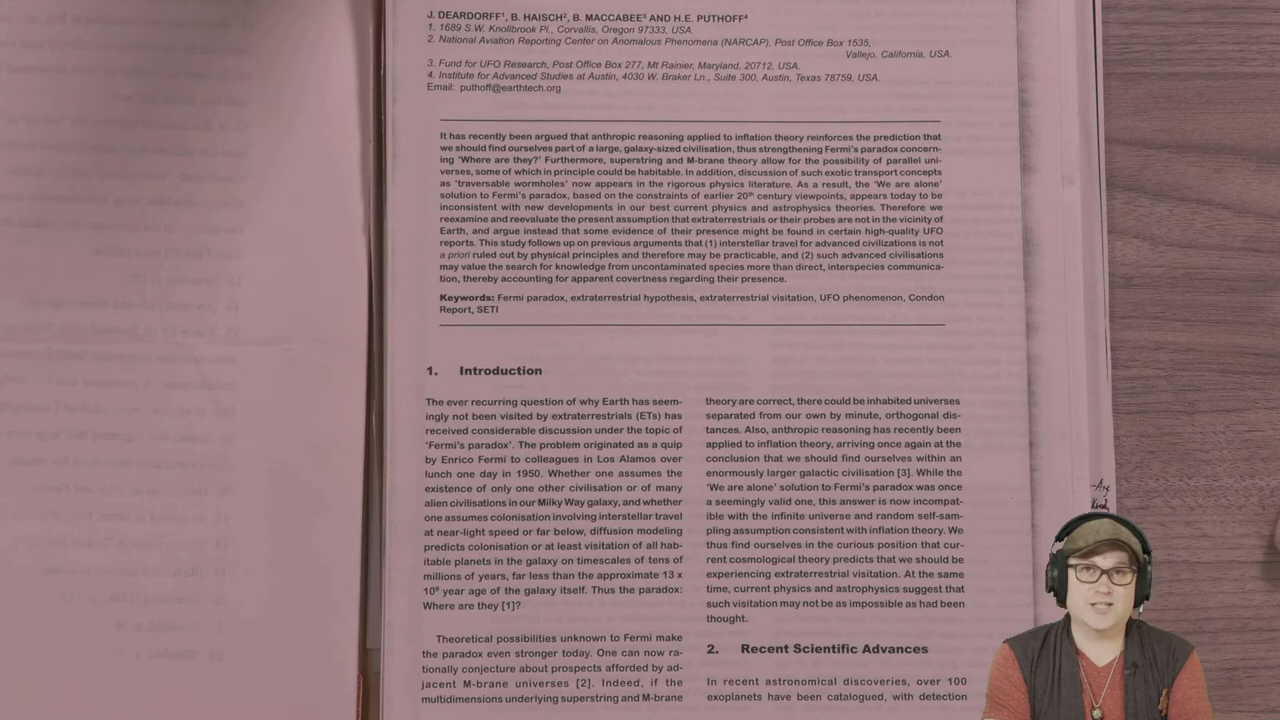 J. DEARDORFF¹, B. HAISCH², B. MACCABEE³ AND H.E. PUTHOFF⁴
1. 1689 S.W. Knollbrook Pl., Corvallis, Oregon 97333, USA.
2. National Aviation Reporting Center on Anomalous Phenomena (NARCAP), Post Office Box 1535,
Vallejo, California, USA.
3. Fund for UFO Research, Post Office Box 277, Mt Rainier, Maryland, 20712, USA.
4. Institute for Advanced Studies at Austin, 4030 W. Braker Ln., Suite 300, Austin, Texas 78759, USA.
Email: puthoff@earthtech.org
It has recently been argued that anthropic reasoning applied to inflation theory reinforces the prediction that
we should find ourselves part of a large, galaxy-sized civilisation, thus strengthening Fermi's paradox concern-
ing 'Where are they?' Furthermore, superstring and M-brane theory allow for the possibility of parallel uni-
verses, some of which in principle could be habitable. In addition, discussion of such exotic transport concepts
as 'traversable wormholes' now appears in the rigorous physics literature. As a result, the 'We are alone'
solution to Fermi's paradox, based on the constraints of earlier 20th century viewpoints, appears today to be
inconsistent with new developments in our best current physics and astrophysics theories. Therefore we
reexamine and reevaluate the present assumption that extraterrestrials or their probes are not in the vicinity of
Earth, and argue instead that some evidence of their presence might be found in certain high-quality UFO
reports. This study follows up on previous arguments that (1) interstellar travel for advanced civilizations is not
a priori ruled out by physical principles and therefore may be practicable, and (2) such advanced civilisations
may value the search for knowledge from uncontaminated species more than direct, interspecies communica-
tion, thereby accounting for apparent covertness regarding their presence.
Keywords: Fermi paradox, extraterrestrial hypothesis, extraterrestrial visitation, UFO phenomenon, Condon
Report, SETI
1. Introduction
The ever recurring question of why Earth has seem-
ingly not been visited by extraterrestrials (ETs) has
received considerable discussion under the topic of
'Fermi's paradox'. The problem originated as a quip
by Enrico Fermi to colleagues in Los Alamos over
lunch one day in 1950. Whether one assumes the
existence of only one other civilisation or of many
alien civilisations in our Milky Way galaxy, and whether
one assumes colonisation involving interstellar travel
at near-light speed or far below, diffusion modeling
predicts colonisation or at least visitation of all hab-
itable planets in the galaxy on timescales of tens of
millions of years, far less than the approximate 13 x
10⁹ year age of the galaxy itself. Thus the paradox:
Where are they [1]?
Theoretical possibilities unknown to Fermi make
the paradox even stronger today. One can now ra-
tionally conjecture about prospects afforded by ad-
jacent M-brane universes [2]. Indeed, if the
multidimensions underlying superstring and M-brane
theory are correct, there could be inhabited universes
separated from our own by minute, orthogonal dis-
tances. Also, anthropic reasoning has recently been
applied to inflation theory, arriving once again at the
conclusion that we should find ourselves within an
enormously larger galactic civilisation [3]. While the
'We are alone' solution to Fermi's paradox was once
a seemingly valid one, this answer is now incompat-
ible with the infinite universe and random self-sam-
pling assumption consistent with inflation theory. We
thus find ourselves in the curious position that cur-
rent cosmological theory predicts that we should be
experiencing extraterrestrial visitation. At the same
time, current physics and astrophysics suggest that
such visitation may not be as impossible as had been
thought.
2. Recent Scientific Advances
In recent astronomical discoveries, over 100
exoplanets have been catalogued, with detection